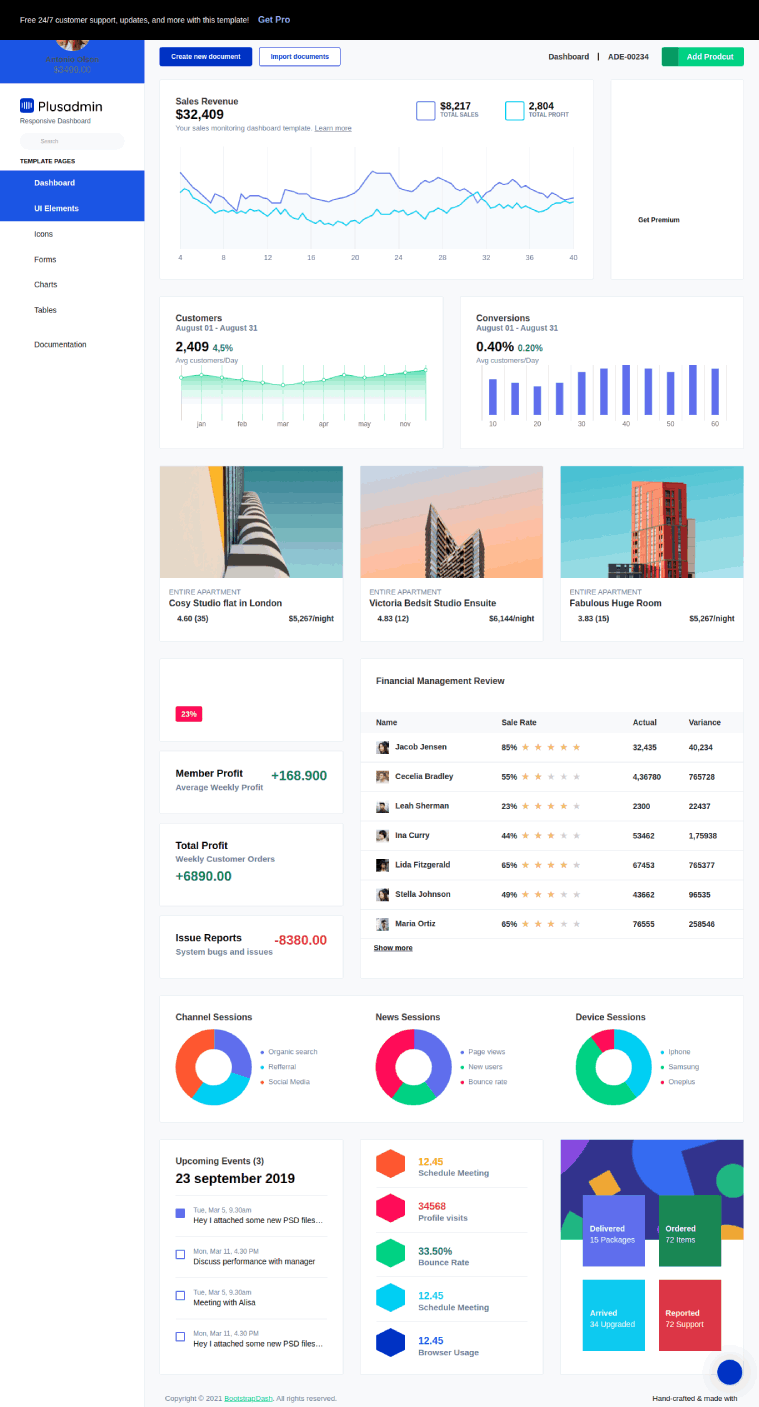 Free 24/7 customer support, updates, and more with this template! Get Pro
$3499.00
Create new document
Import documents
Dashboard | ADE-00234
Add Prodcut
Plusadmin
Responsive Dashboard
Search
TEMPLATE PAGES
Dashboard
UI Elements
Icons
Forms
Charts
Tables
Documentation
Sales Revenue
$32,409
Your sales monitoring dashboard template. Learn more
$8,217
TOTAL SALES
2,804
TOTAL PROFIT
4 8 12 16 20 24 28 32 36 40
Get Premium
Customers
August 01 - August 31
2,409 4,5%
Avg customers/Day
jan feb mar apr may nov
Conversions
August 01 - August 31
0.40% 0.20%
Avg customers/Day
10 20 30 40 50 60
ENTIRE APARTMENT
Cosy Studio flat in London
4.60 (35) $5,267/night
ENTIRE APARTMENT
Victoria Bedsit Studio Ensuite
4.83 (12) $6,144/night
ENTIRE APARTMENT
Fabulous Huge Room
3.83 (15) $5,267/night
23%
Member Profit +168.900
Average Weekly Profit
Total Profit
Weekly Customer Orders
+6890.00
Issue Reports -8380.00
System bugs and issues
Financial Management Review
Name Sale Rate Actual Variance
Jacob Jensen 85% 32,435 40,234
Cecelia Bradley 55% 4,36780 765728
Leah Sherman 23% 2300 22437
Ina Curry 44% 53462 1,75938
Lida Fitzgerald 65% 67453 765377
Stella Johnson 49% 43662 96535
Maria Ortiz 65% 76555 258546
Show more
Channel Sessions
Organic search
Refferral
Social Media
News Sessions
Page views
New users
Bounce rate
Device Sessions
Iphone
Samsung
Oneplus
Upcoming Events (3)
23 september 2019
Tue, Mar 5, 9.30am
Hey I attached some new PSD files…
Mon, Mar 11, 4.30 PM
Discuss performance with manager
Tue, Mar 5, 9.30am
Meeting with Alisa
Mon, Mar 11, 4.30 PM
Hey I attached some new PSD files…
12.45
Schedule Meeting
34568
Profile visits
33.50%
Bounce Rate
12.45
Schedule Meeting
12.45
Browser Usage
Delivered
15 Packages
Ordered
72 Items
Arrived
34 Upgraded
Reported
72 Support
Copyright © 2021 BootstrapDash. All rights reserved.
Hand-crafted & made with